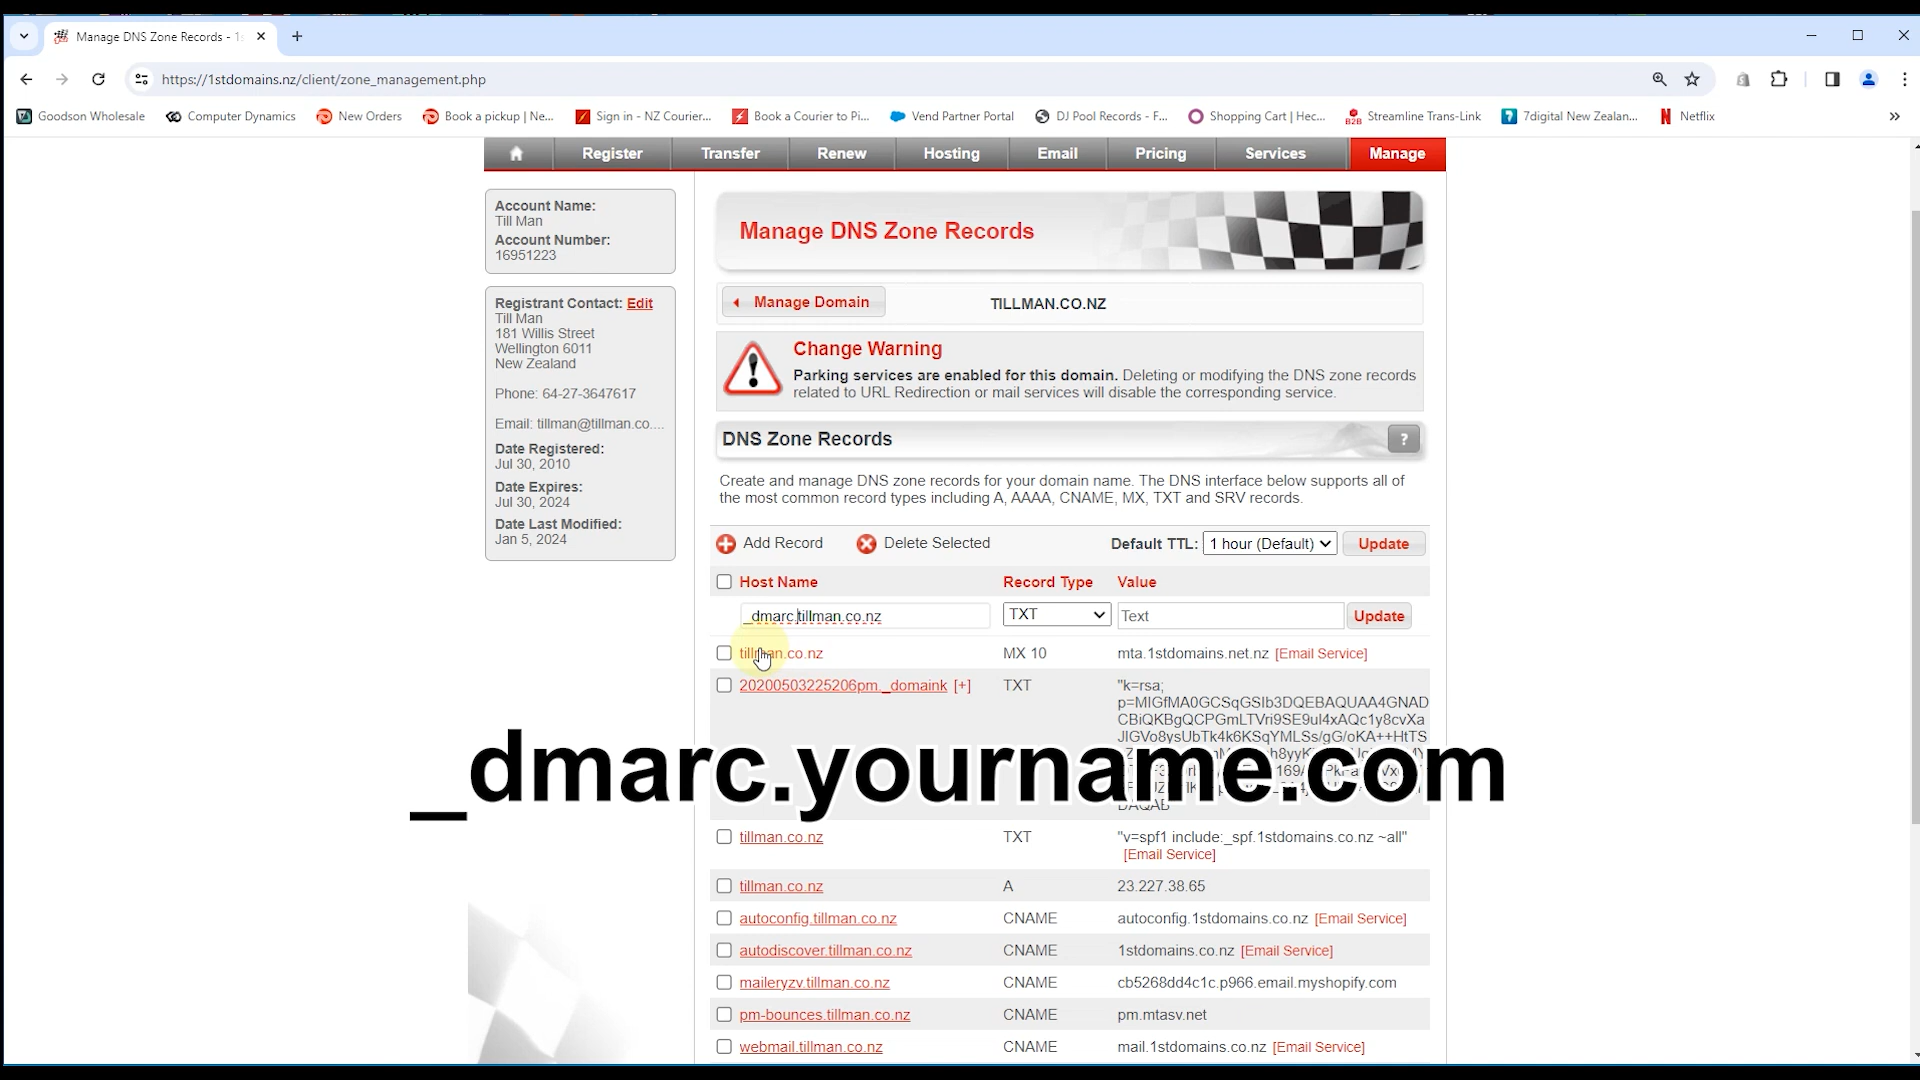 Manage DNS Zone Records - 1s
https://1stdomains.nz/client/zone_management.php
Goodson Wholesale
Computer Dynamics
New Orders
Book a pickup | Ne...
Sign in - NZ Courier...
Book a Courier to Pi...
Vend Partner Portal
DJ Pool Records - F...
Shopping Cart | Hec...
B2B
Streamline Trans-Link
7digital New Zealan...
Netflix
Register
Transfer
Renew
Hosting
Email
Pricing
Services
Manage
Account Name:
Till Man
Account Number:
16951223
Registrant Contact: Edit
Till Man
181 Willis Street
Wellington 6011
New Zealand
Phone: 64-27-3647617
Email: tillman@tillman.co....
Date Registered:
Jul 30, 2010
Date Expires:
Jul 30, 2024
Date Last Modified:
Jan 5, 2024
Manage DNS Zone Records
Manage Domain
TILLMAN.CO.NZ
Change Warning
Parking services are enabled for this domain. Deleting or modifying the DNS zone records
related to URL Redirection or mail services will disable the corresponding service.
DNS Zone Records
?
Create and manage DNS zone records for your domain name. The DNS interface below supports all of
the most common record types including A, AAAA, CNAME, MX, TXT and SRV records.
Add Record
Delete Selected
Default TTL: 1 hour (Default)
Update
Host Name
Record Type
Value
_dmarc.tillman.co.nz
TXT
Text
Update
tillman.co.nz
MX 10
mta.1stdomains.net.nz [Email Service]
20200503225206pm._domaink [+]
TXT
"k=rsa;
p=MIGfMA0GCSqGSIb3DQEBAQUAA4GNAD
CBiQKBgQCPGmLTVri9SE9ul4xAQc1y8cvXa
JIGVo8ysUbTk4k6KSqYMLSs/gG/oKA++HtTS
_dmarc.yourname.com
DAQAB
tillman.co.nz
TXT
"v=spf1 include:_spf.1stdomains.co.nz ~all"
[Email Service]
tillman.co.nz
A
23.227.38.65
autoconfig.tillman.co.nz
CNAME
autoconfig.1stdomains.co.nz [Email Service]
autodiscover.tillman.co.nz
CNAME
1stdomains.co.nz [Email Service]
maileryzv.tillman.co.nz
CNAME
cb5268dd4c1c.p966.email.myshopify.com
pm-bounces.tillman.co.nz
CNAME
pm.mtasv.net
webmail.tillman.co.nz
CNAME
mail.1stdomains.co.nz [Email Service]